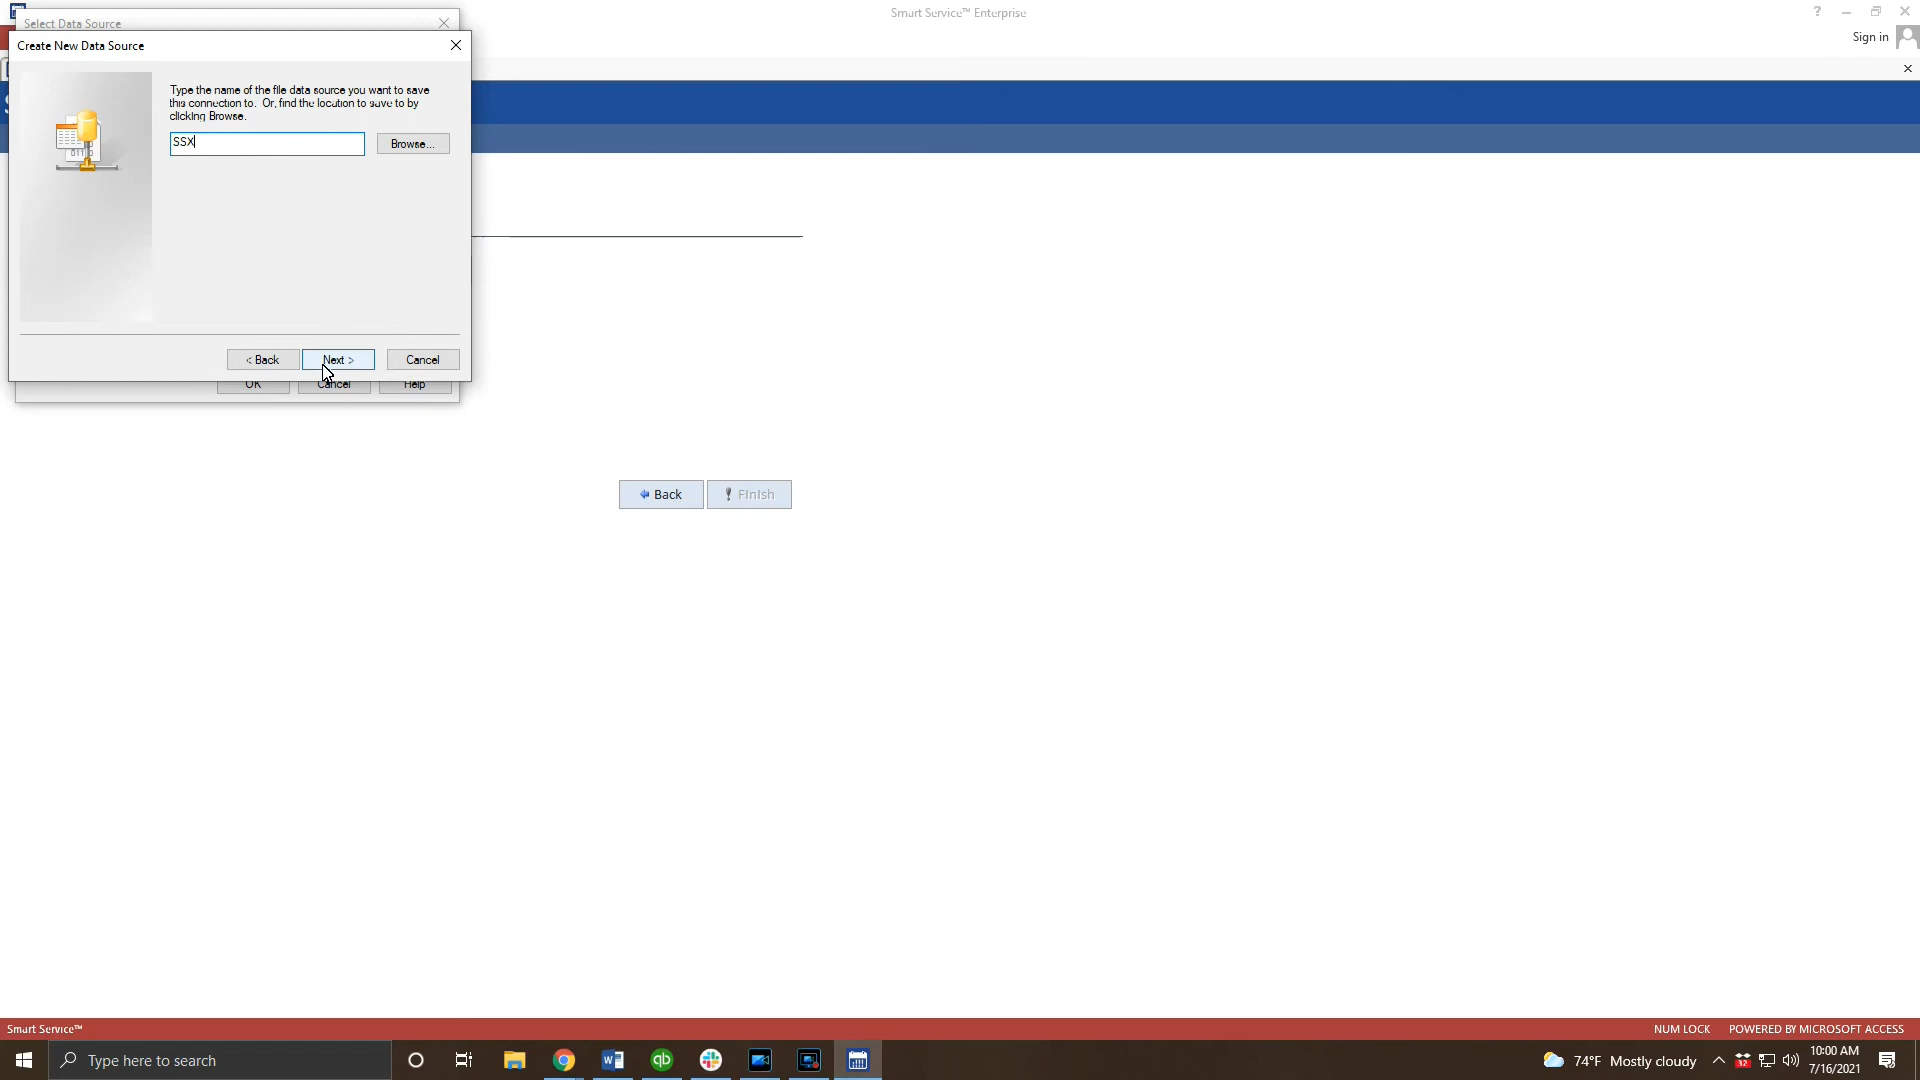 Smart Service™ Enterprise
?
Select Data Source
Sign in
Create New Data Source
Type the name of the file data source you want to save
this connection to. Or, find the location to save to by
clicking Browse.
SSX
Browse...
< Back
Next >
Cancel
OK
Cancel
Help
Back
Finish
Smart Service™
NUM LOCK
POWERED BY MICROSOFT ACCESS
Type here to search
74°F Mostly cloudy
32
10:00 AM
7/16/2021